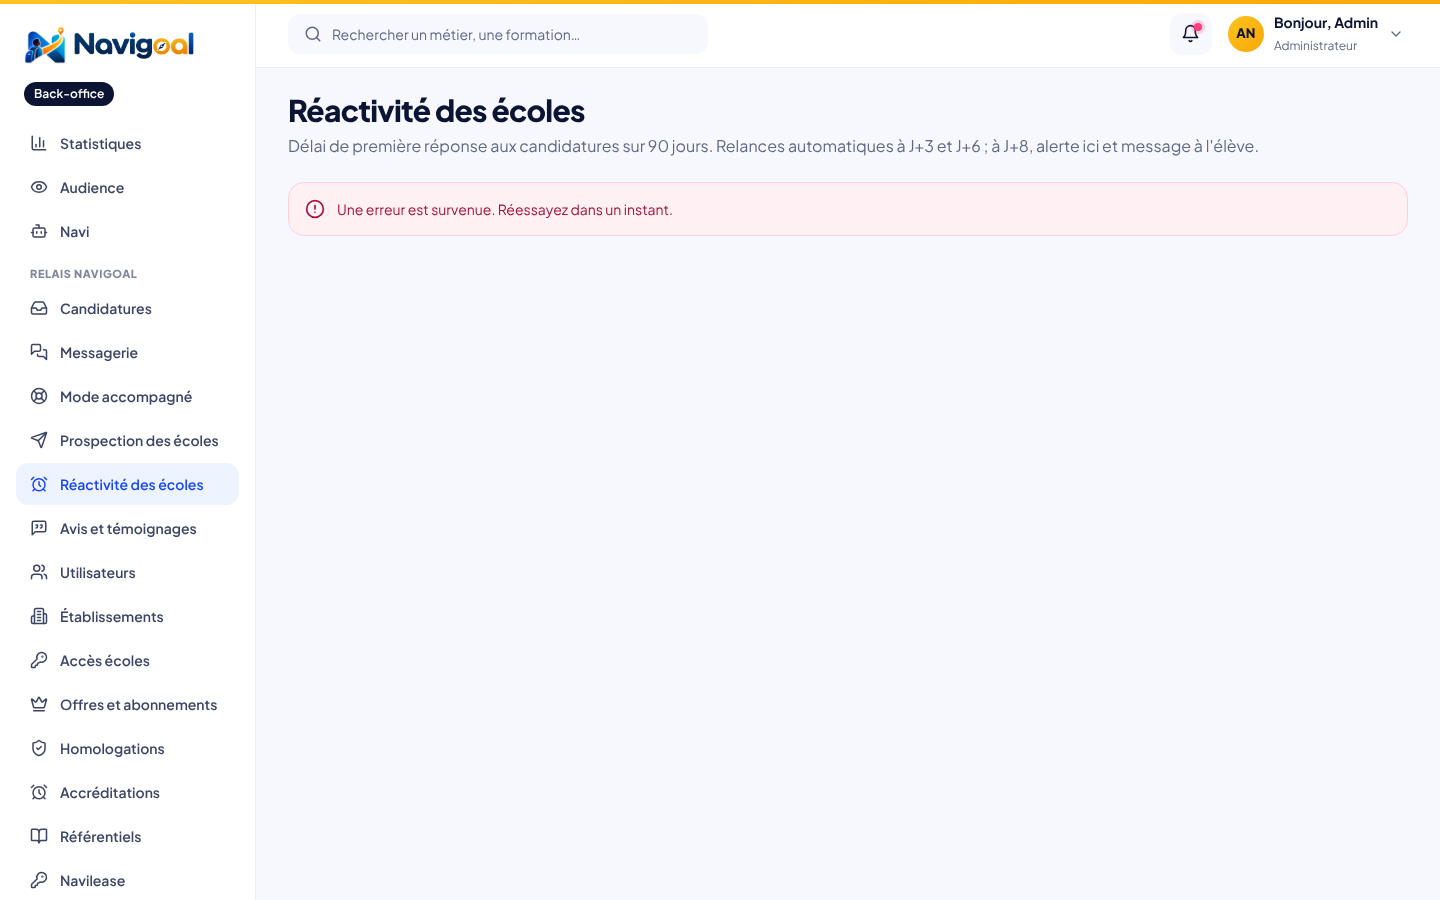 Navigoal
Back-office
Rechercher un métier, une formation...
AN
Bonjour, Admin
Administrateur
Statistiques
Audience
Navi
RELAIS NAVIGOAL
Candidatures
Messagerie
Mode accompagné
Prospection des écoles
Réactivité des écoles
Avis et témoignages
Utilisateurs
Établissements
Accès écoles
Offres et abonnements
Homologations
Accréditations
Référentiels
Navilease
Réactivité des écoles
Délai de première réponse aux candidatures sur 90 jours. Relances automatiques à J+3 et J+6 ; à J+8, alerte ici et message à l'élève.
Une erreur est survenue. Réessayez dans un instant.